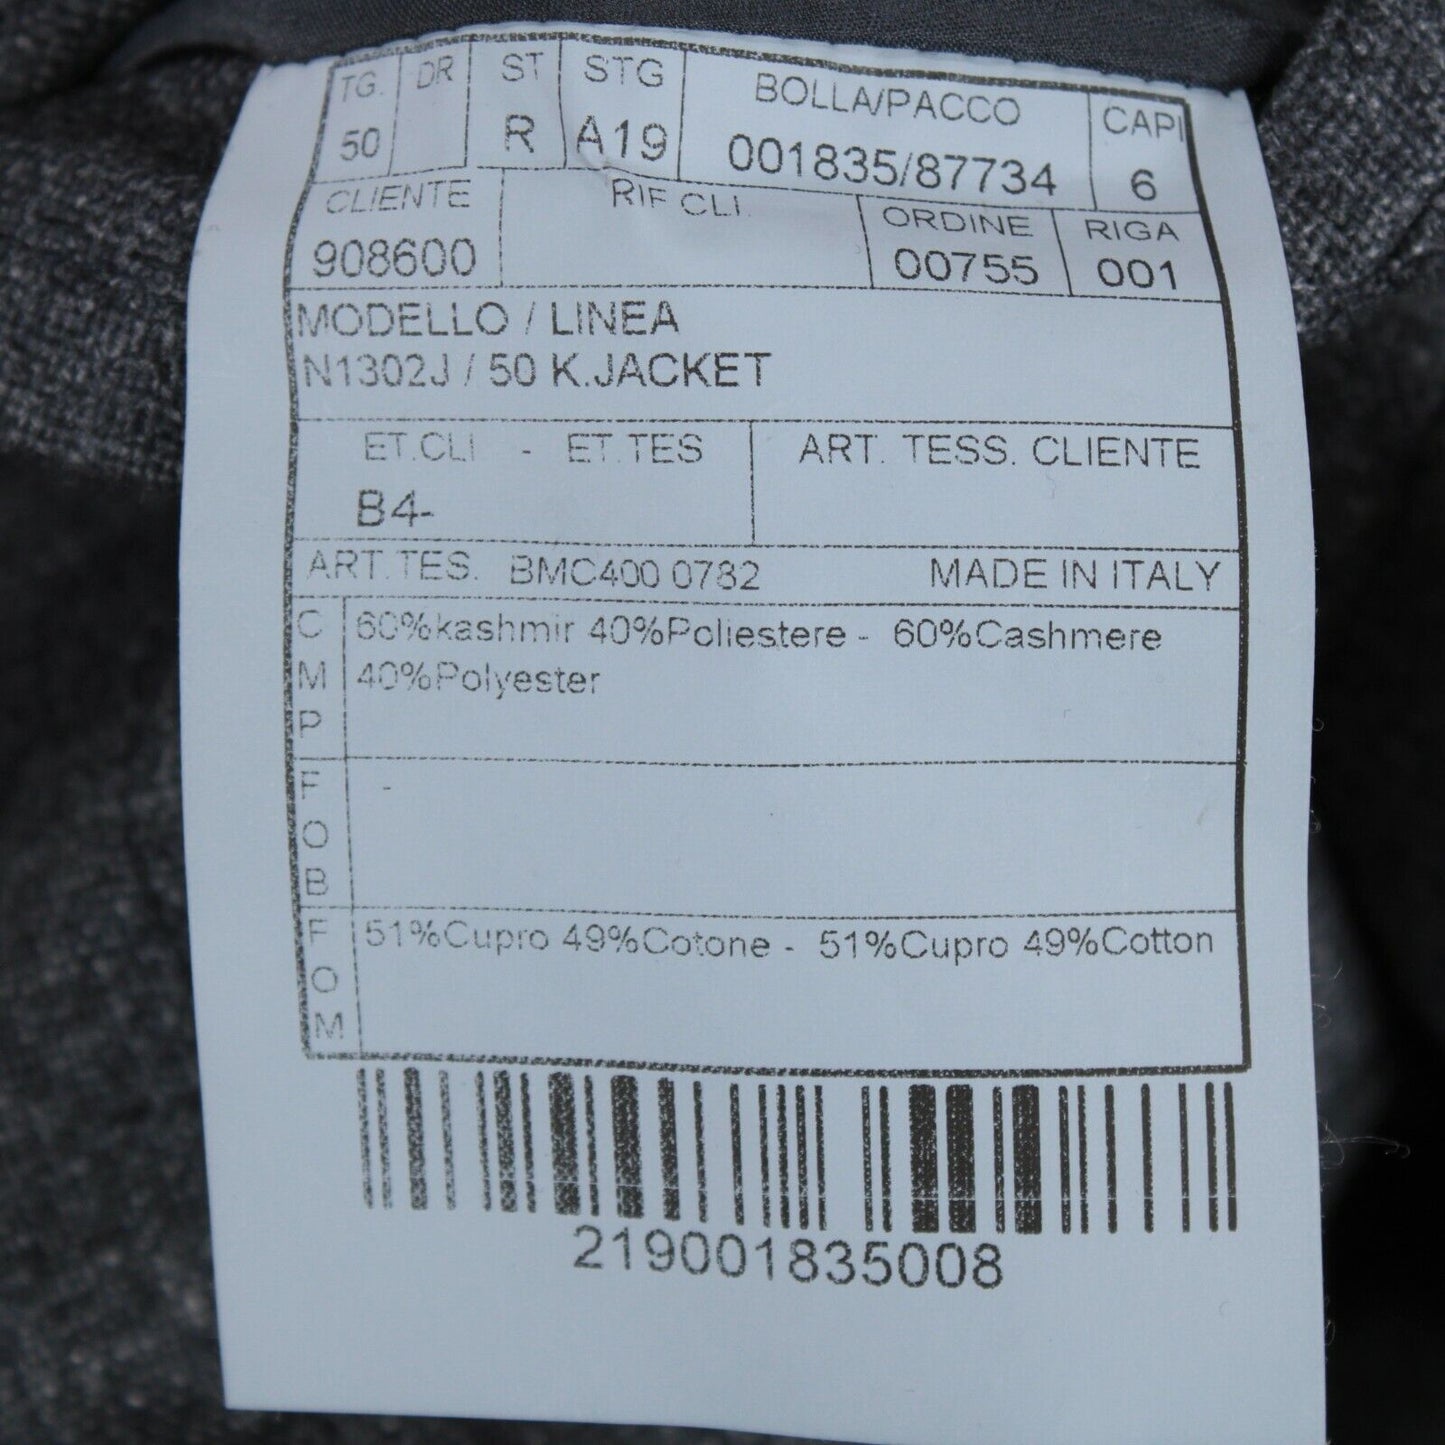 TG. DR ST STG BOLLA/PACCO CAPI
50 R A19 001835/87734 6
CLIENTE RIF CLI. ORDINE RIGA
908600 00755 001
MODELLO / LINEA
N1302J / 50 K.JACKET
ET.CLI - ET.TES ART. TESS. CLIENTE
B4-
ART.TES. BMC400 0782 MADE IN ITALY
CMP 60%kashmir 40%Poliestere - 60%Cashmere
40%Polyester
FOB -
FOM 51%Cupro 49%Cotone - 51%Cupro 49%Cotton
219001835008